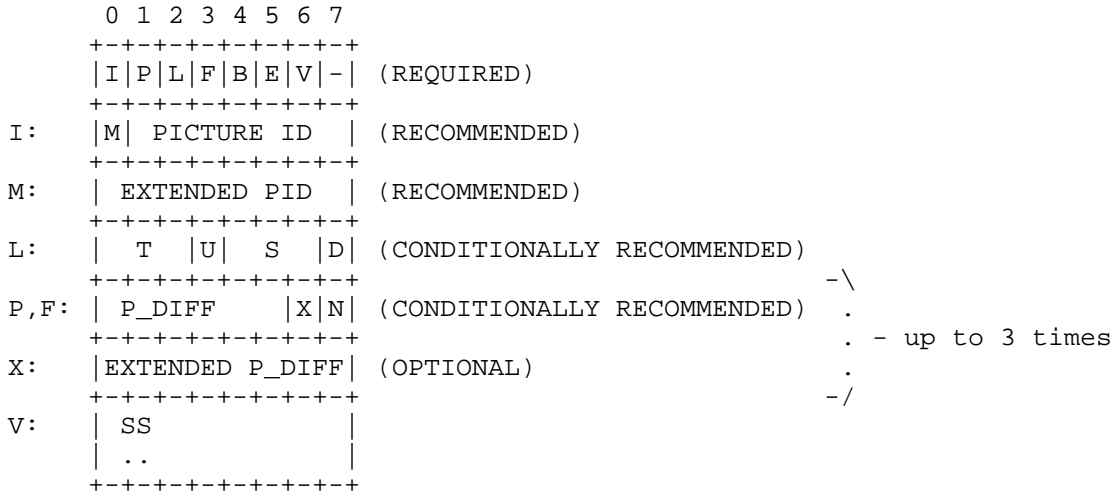 0 1 2 3 4 5 6 7
      +-+-+-+-+-+-+-+-+
      |I|P|L|F|B|E|V|-| (REQUIRED)
      +-+-+-+-+-+-+-+-+
I:    |M| PICTURE ID  | (RECOMMENDED)
      +-+-+-+-+-+-+-+-+
M:    | EXTENDED PID  | (RECOMMENDED)
      +-+-+-+-+-+-+-+-+
L:    |  T  |U|  S  |D| (CONDITIONALLY RECOMMENDED)
      +-+-+-+-+-+-+-+-+                             -\
P,F:  | P_DIFF    |X|N| (CONDITIONALLY RECOMMENDED)  .
      +-+-+-+-+-+-+-+-+                              . - up to 3 times
X:    |EXTENDED P_DIFF| (OPTIONAL)                   .
      +-+-+-+-+-+-+-+-+                             -/
V:    | SS            |
      | ..            |
      +-+-+-+-+-+-+-+-+